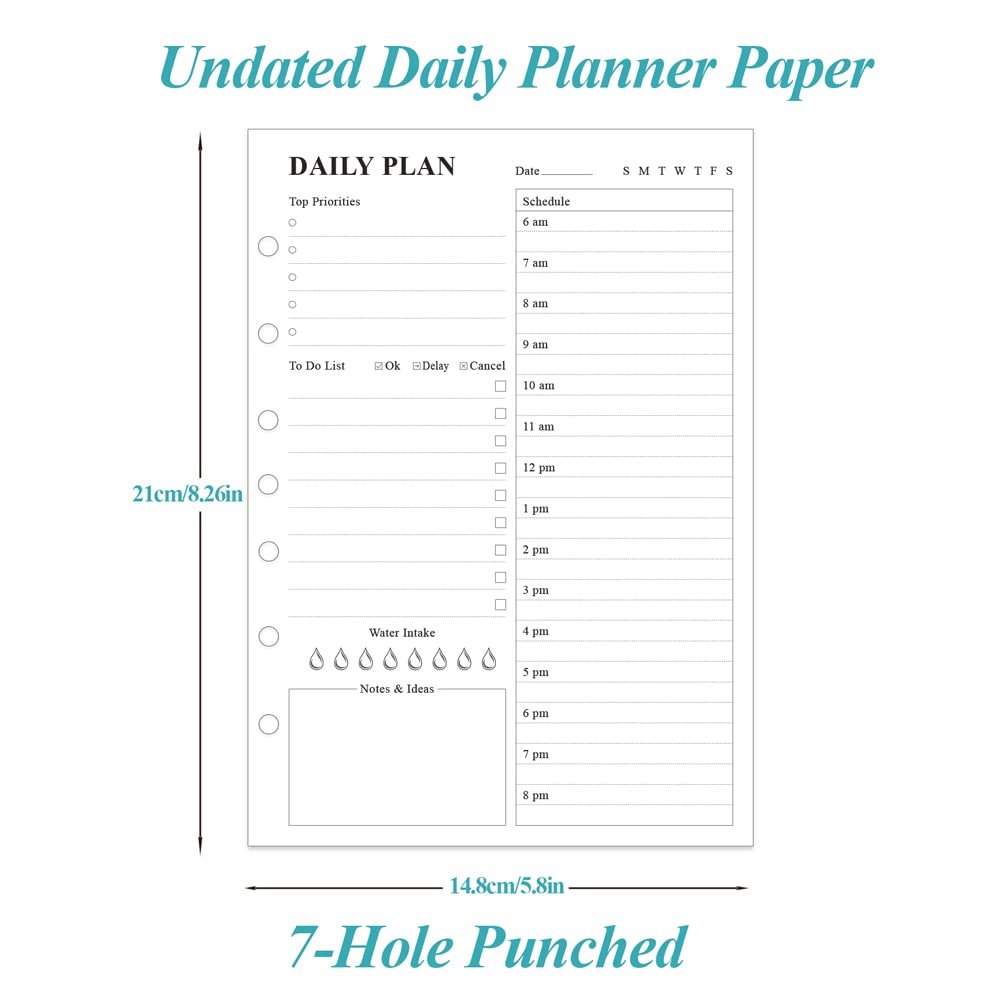 Undated Daily Planner Paper
DAILY PLAN
Date
S M T W T F S
Top Priorities
To Do List Ok Delay Cancel
Water Intake
Notes & Ideas
Schedule
6 am
7 am
8 am
9 am
10 am
11 am
12 pm
1 pm
2 pm
3 pm
4 pm
5 pm
6 pm
7 pm
8 pm
21cm/8.26in
14.8cm/5.8in
7-Hole Punched